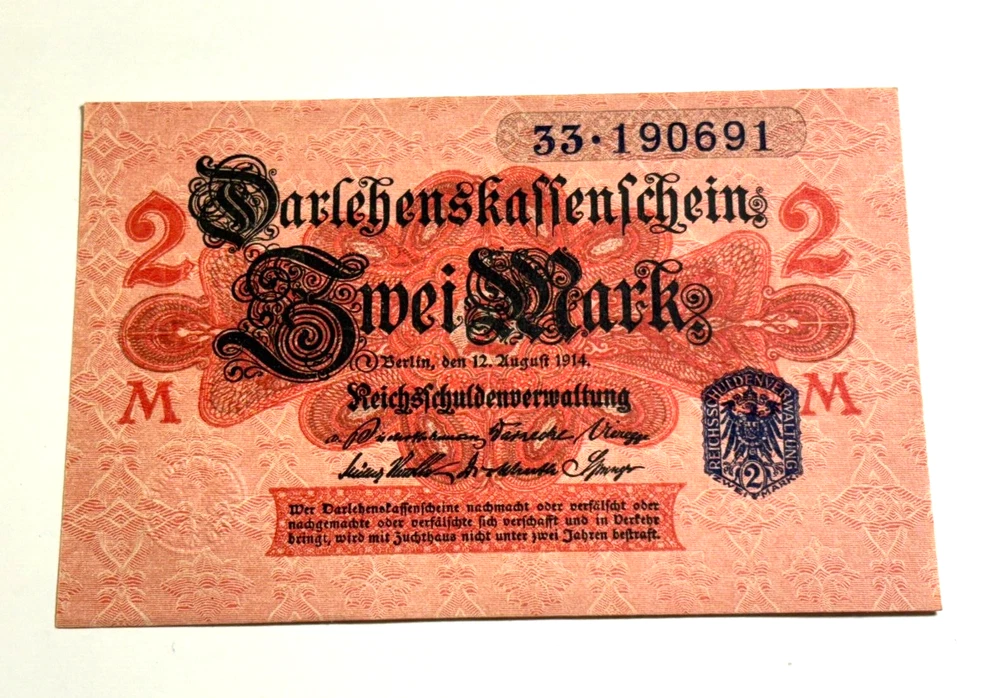 33·190691
Darlehenskassenschein
2 2
Zwei Mark
Berlin, den 12. August 1914.
M M
Reichsschuldenverwaltung
REICHSSCHULDENVERWALTUNG
2
ZWEI MARK
Wer Darlehenskassenscheine nachmacht oder verfälscht oder
nachgemachte oder verfälschte sich verschafft und in Verkehr
bringt, wird mit Zuchthaus nicht unter zwei Jahren bestraft.